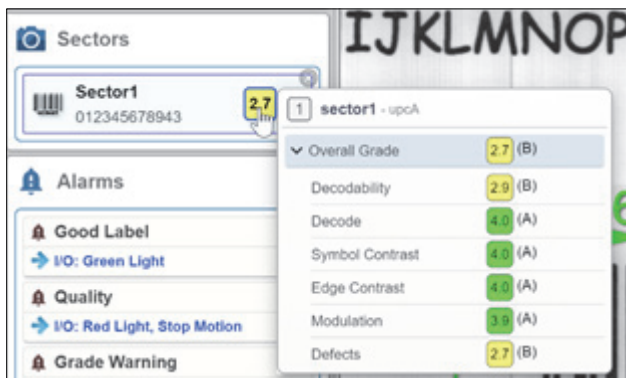 Sectors
Sector1
012345678943
2.7
Alarms
Good Label
I/O: Green Light
Quality
I/O: Red Light, Stop Motion
Grade Warning
IJKLMNOP
1 sector1 - upcA
Overall Grade 2.7 (B)
Decodability 2.9 (B)
Decode 4.0 (A)
Symbol Contrast 4.0 (A)
Edge Contrast 4.0 (A)
Modulation 3.9 (A)
Defects 2.7 (B)